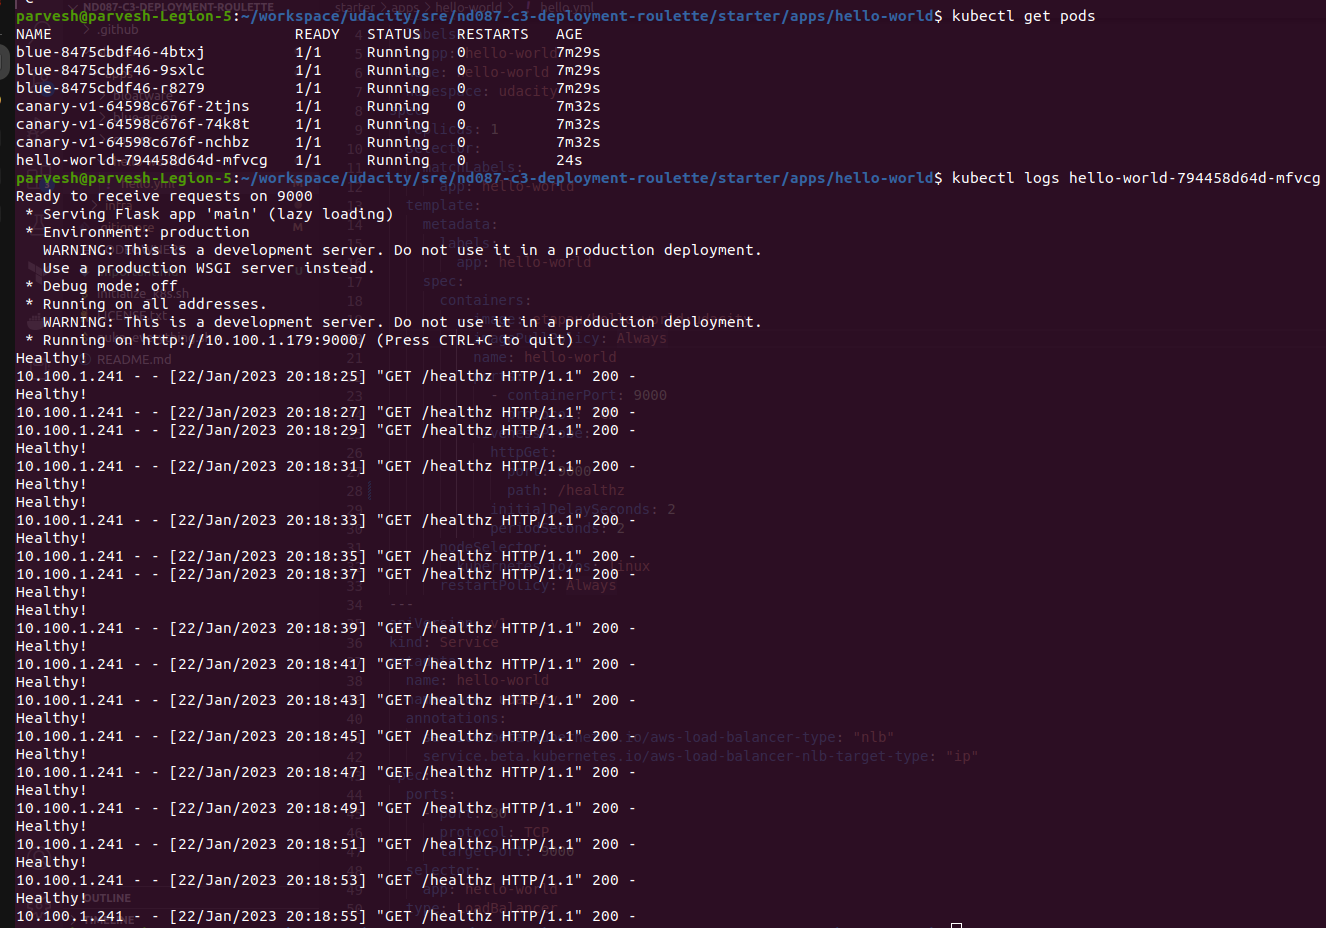 parvesh@parvesh-Legion-5:~/workspace/udacity/sre/nd087-c3-deployment-roulette/starter/apps/hello-world$ kubectl get pods
NAME READY STATUS RESTARTS AGE
blue-8475cbdf46-4btxj 1/1 Running 0 7m29s
blue-8475cbdf46-9sxlc 1/1 Running 0 7m29s
blue-8475cbdf46-r8279 1/1 Running 0 7m29s
canary-v1-64598c676f-2tjns 1/1 Running 0 7m32s
canary-v1-64598c676f-74k8t 1/1 Running 0 7m32s
canary-v1-64598c676f-nchbz 1/1 Running 0 7m32s
hello-world-794458d64d-mfvcg 1/1 Running 0 24s
parvesh@parvesh-Legion-5:~/workspace/udacity/sre/nd087-c3-deployment-roulette/starter/apps/hello-world$ kubectl logs hello-world-794458d64d-mfvcg
Ready to receive requests on 9000
* Serving Flask app 'main' (lazy loading)
* Environment: production
WARNING: This is a development server. Do not use it in a production deployment.
Use a production WSGI server instead.
* Debug mode: off
* Running on all addresses.
WARNING: This is a development server. Do not use it in a production deployment.
* Running on http://10.100.1.179:9000/ (Press CTRL+C to quit)
Healthy!
10.100.1.241 - - [22/Jan/2023 20:18:25] "GET /healthz HTTP/1.1" 200 -
Healthy!
10.100.1.241 - - [22/Jan/2023 20:18:27] "GET /healthz HTTP/1.1" 200 -
10.100.1.241 - - [22/Jan/2023 20:18:29] "GET /healthz HTTP/1.1" 200 -
Healthy!
10.100.1.241 - - [22/Jan/2023 20:18:31] "GET /healthz HTTP/1.1" 200 -
Healthy!
Healthy!
10.100.1.241 - - [22/Jan/2023 20:18:33] "GET /healthz HTTP/1.1" 200 -
Healthy!
10.100.1.241 - - [22/Jan/2023 20:18:35] "GET /healthz HTTP/1.1" 200 -
10.100.1.241 - - [22/Jan/2023 20:18:37] "GET /healthz HTTP/1.1" 200 -
Healthy!
Healthy!
10.100.1.241 - - [22/Jan/2023 20:18:39] "GET /healthz HTTP/1.1" 200 -
Healthy!
10.100.1.241 - - [22/Jan/2023 20:18:41] "GET /healthz HTTP/1.1" 200 -
Healthy!
10.100.1.241 - - [22/Jan/2023 20:18:43] "GET /healthz HTTP/1.1" 200 -
Healthy!
10.100.1.241 - - [22/Jan/2023 20:18:45] "GET /healthz HTTP/1.1" 200 -
Healthy!
10.100.1.241 - - [22/Jan/2023 20:18:47] "GET /healthz HTTP/1.1" 200 -
Healthy!
10.100.1.241 - - [22/Jan/2023 20:18:49] "GET /healthz HTTP/1.1" 200 -
Healthy!
10.100.1.241 - - [22/Jan/2023 20:18:51] "GET /healthz HTTP/1.1" 200 -
Healthy!
10.100.1.241 - - [22/Jan/2023 20:18:53] "GET /healthz HTTP/1.1" 200 -
Healthy!
10.100.1.241 - - [22/Jan/2023 20:18:55] "GET /healthz HTTP/1.1" 200 -